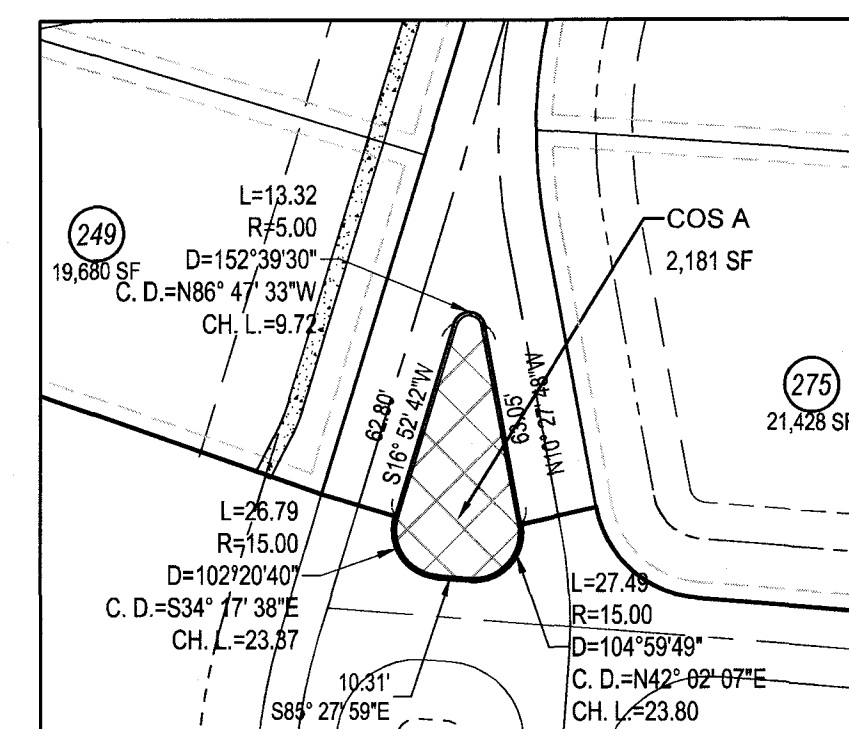 L=13.32
R=5.00
D=152°39'30"
C. D.=N86° 47' 33"W
CH. L.=9.72
249
19,680 SF
COS A
2,181 SF
62.80'
S16° 52' 42"W
63.05'
N10° 27' 48"W
275
21,428 SF
L=26.79
R=15.00
D=102°20'40"
C. D.=S34° 17' 38"E
CH. L.=23.37
10.31'
S85° 27' 59"E
L=27.49
R=15.00
D=104°59'49"
C. D.=N42° 02' 07"E
CH. L.=23.80